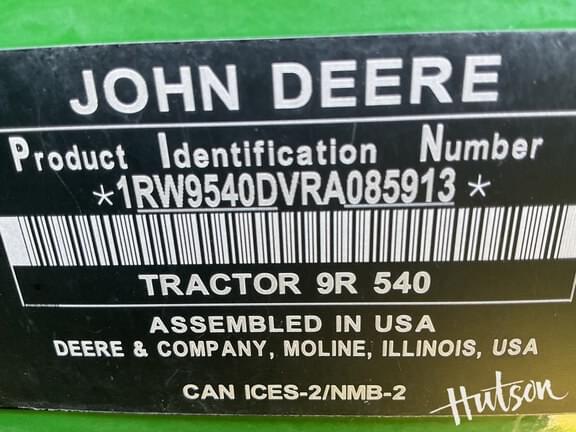 JOHN DEERE
Product Identification Number
*1RW9540DVRA085913*
TRACTOR 9R 540
ASSEMBLED IN USA
DEERE & COMPANY, MOLINE, ILLINOIS, USA
CAN ICES-2/NMB-2
Hutson